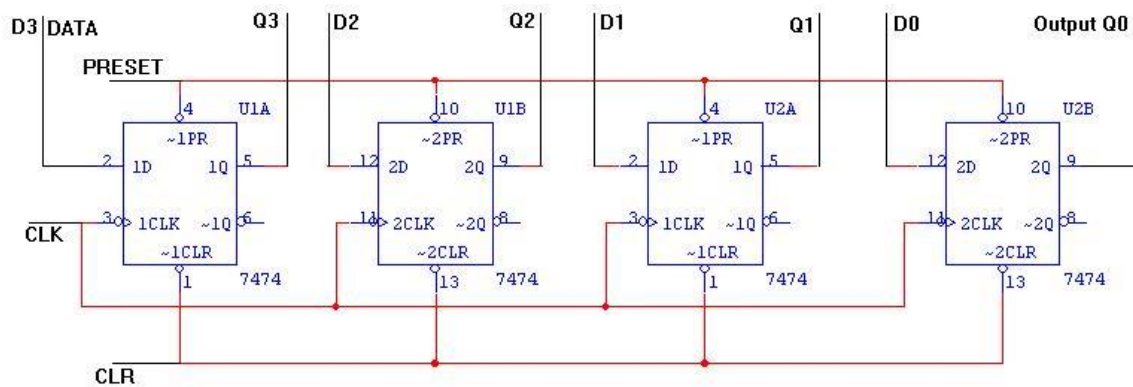 D3 DATA Q3 D2 Q2 D1 Q1 D0 Output Q0
PRESET
4 U1A 10 U1B 4 U2A 10 U2B
~1PR ~2PR ~1PR ~2PR
2 1D 1Q 5 12 2D 2Q 9 2 1D 1Q 5 12 2D 2Q 9
3 1CLK ~1Q 6 11 2CLK ~2Q 8 3 1CLK ~1Q 6 11 2CLK ~2Q 8
CLK
~1CLR ~2CLR ~1CLR ~2CLR
1 7474 13 7474 1 7474 13 7474
CLR